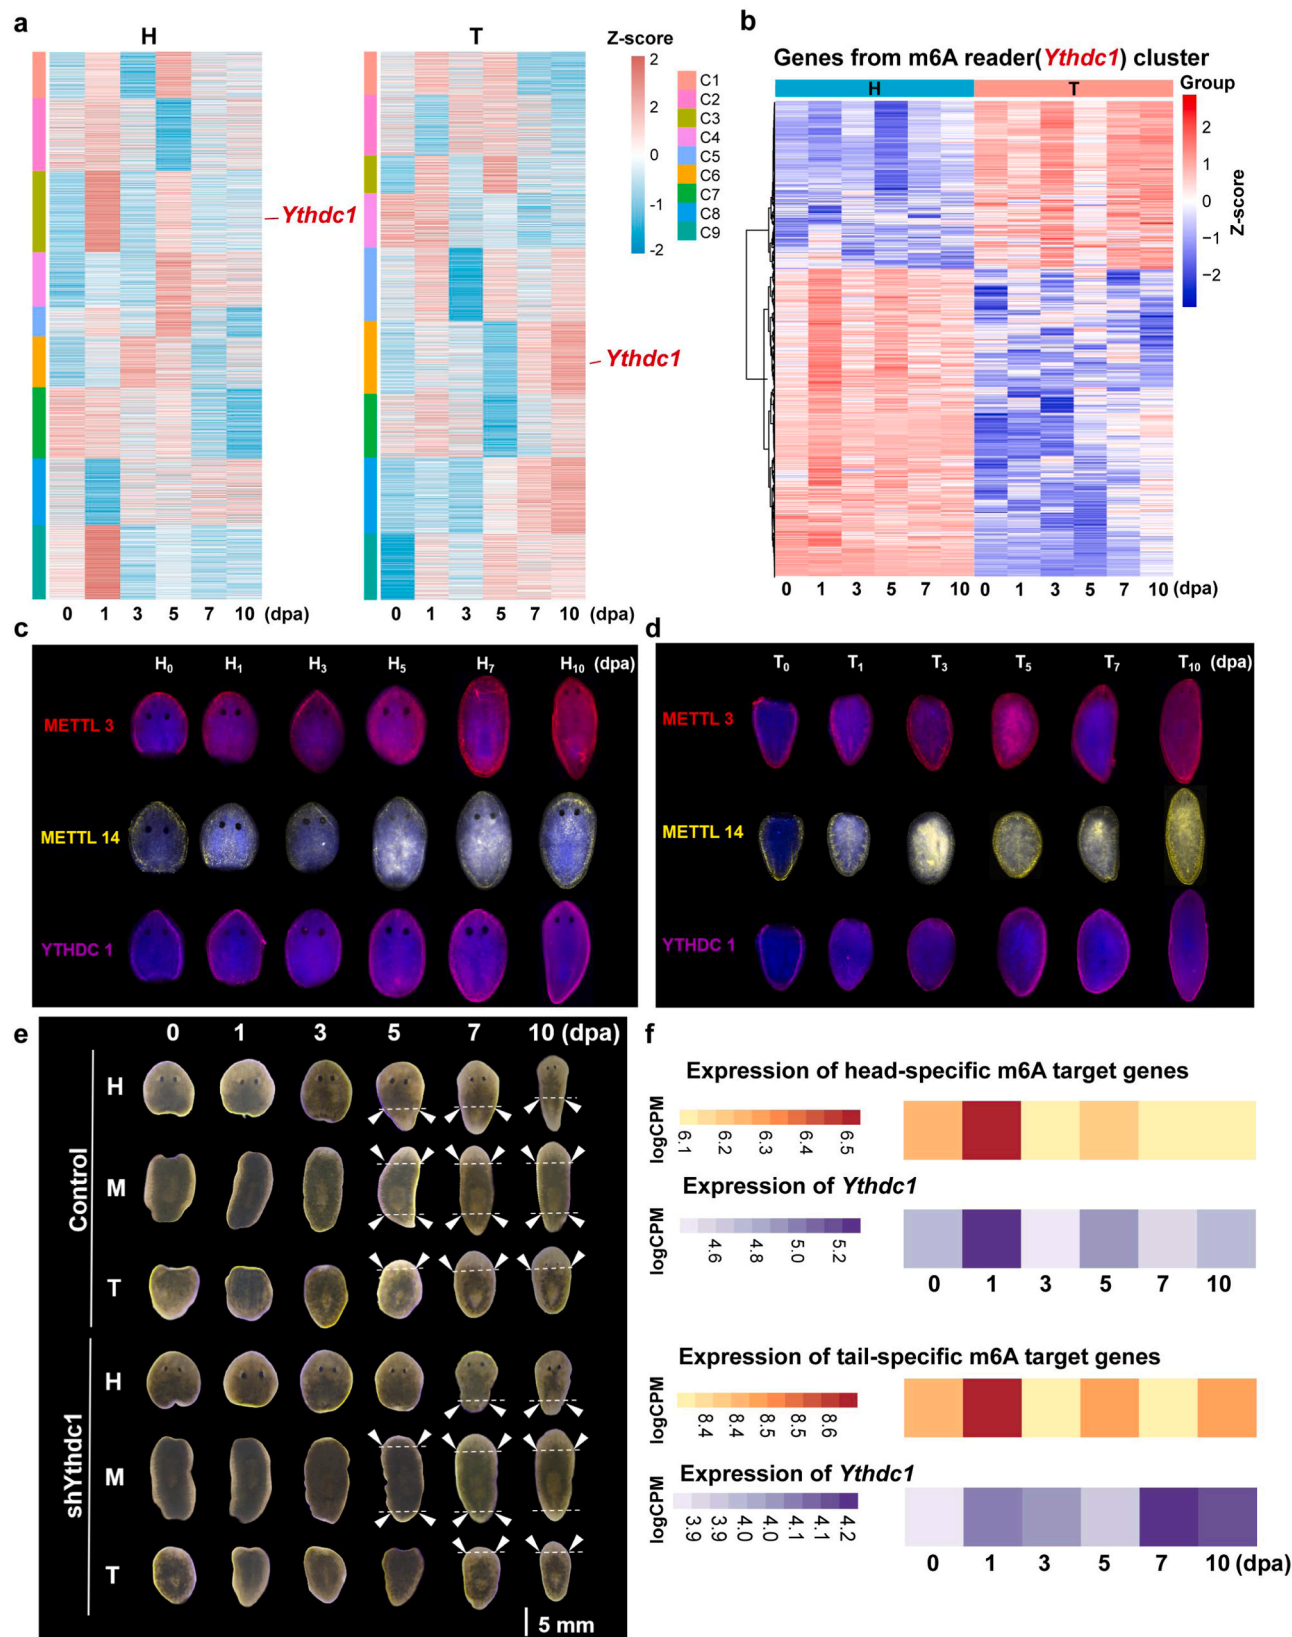 a
H
T
Z-score
2
2
0
-1
-2
C1
C2
C3
C4
C5
C6
C7
C8
C9
Ythdc1
Ythdc1
0 1 3 5 7 10 (dpa)
0 1 3 5 7 10 (dpa)
b
Genes from m6A reader(Ythdc1) cluster
H
T
Group
2
1
0
−1
−2
Z-score
0 1 3 5 7 10 0 1 3 5 7 10 (dpa)
c
H0 H1 H3 H5 H7 H10 (dpa)
METTL 3
METTL 14
YTHDC 1
d
T0 T1 T3 T5 T7 T10 (dpa)
METTL 3
METTL 14
YTHDC 1
e
0 1 3 5 7 10 (dpa)
Control
H
M
T
shYthdc1
H
M
T
5 mm
f
Expression of head-specific m6A target genes
logCPM
6.1 6.2 6.3 6.4 6.5
Expression of Ythdc1
logCPM
4.6 4.8 5.0 5.2
0 1 3 5 7 10
Expression of tail-specific m6A target genes
logCPM
8.4 8.4 8.5 8.5 8.6
Expression of Ythdc1
logCPM
3.9 3.9 4.0 4.0 4.1 4.1 4.2
0 1 3 5 7 10 (dpa)